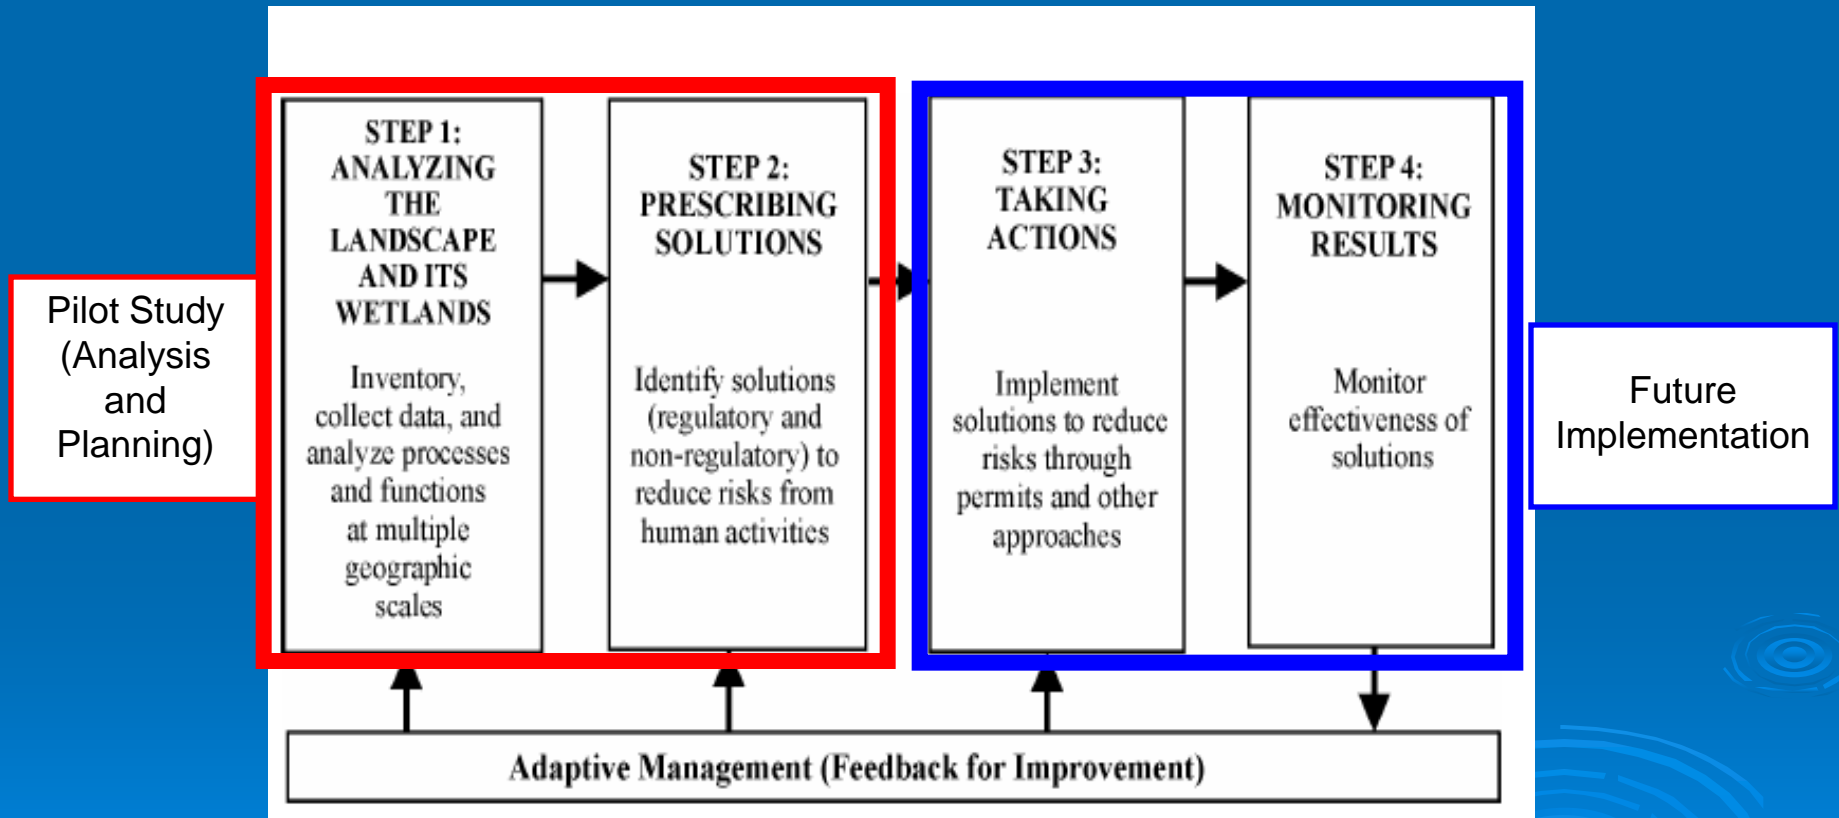 Pilot Study
(Analysis
and
Planning)
STEP 1:
ANALYZING
THE
LANDSCAPE
AND ITS
WETLANDS
Inventory,
collect data, and
analyze processes
and functions
at multiple
geographic
scales
STEP 2:
PRESCRIBING
SOLUTIONS
Identify solutions
(regulatory and
non-regulatory) to
reduce risks from
human activities
STEP 3:
TAKING
ACTIONS
Implement
solutions to reduce
risks through
permits and other
approaches
STEP 4:
MONITORING
RESULTS
Monitor
effectiveness of
solutions
Future
Implementation
Adaptive Management (Feedback for Improvement)